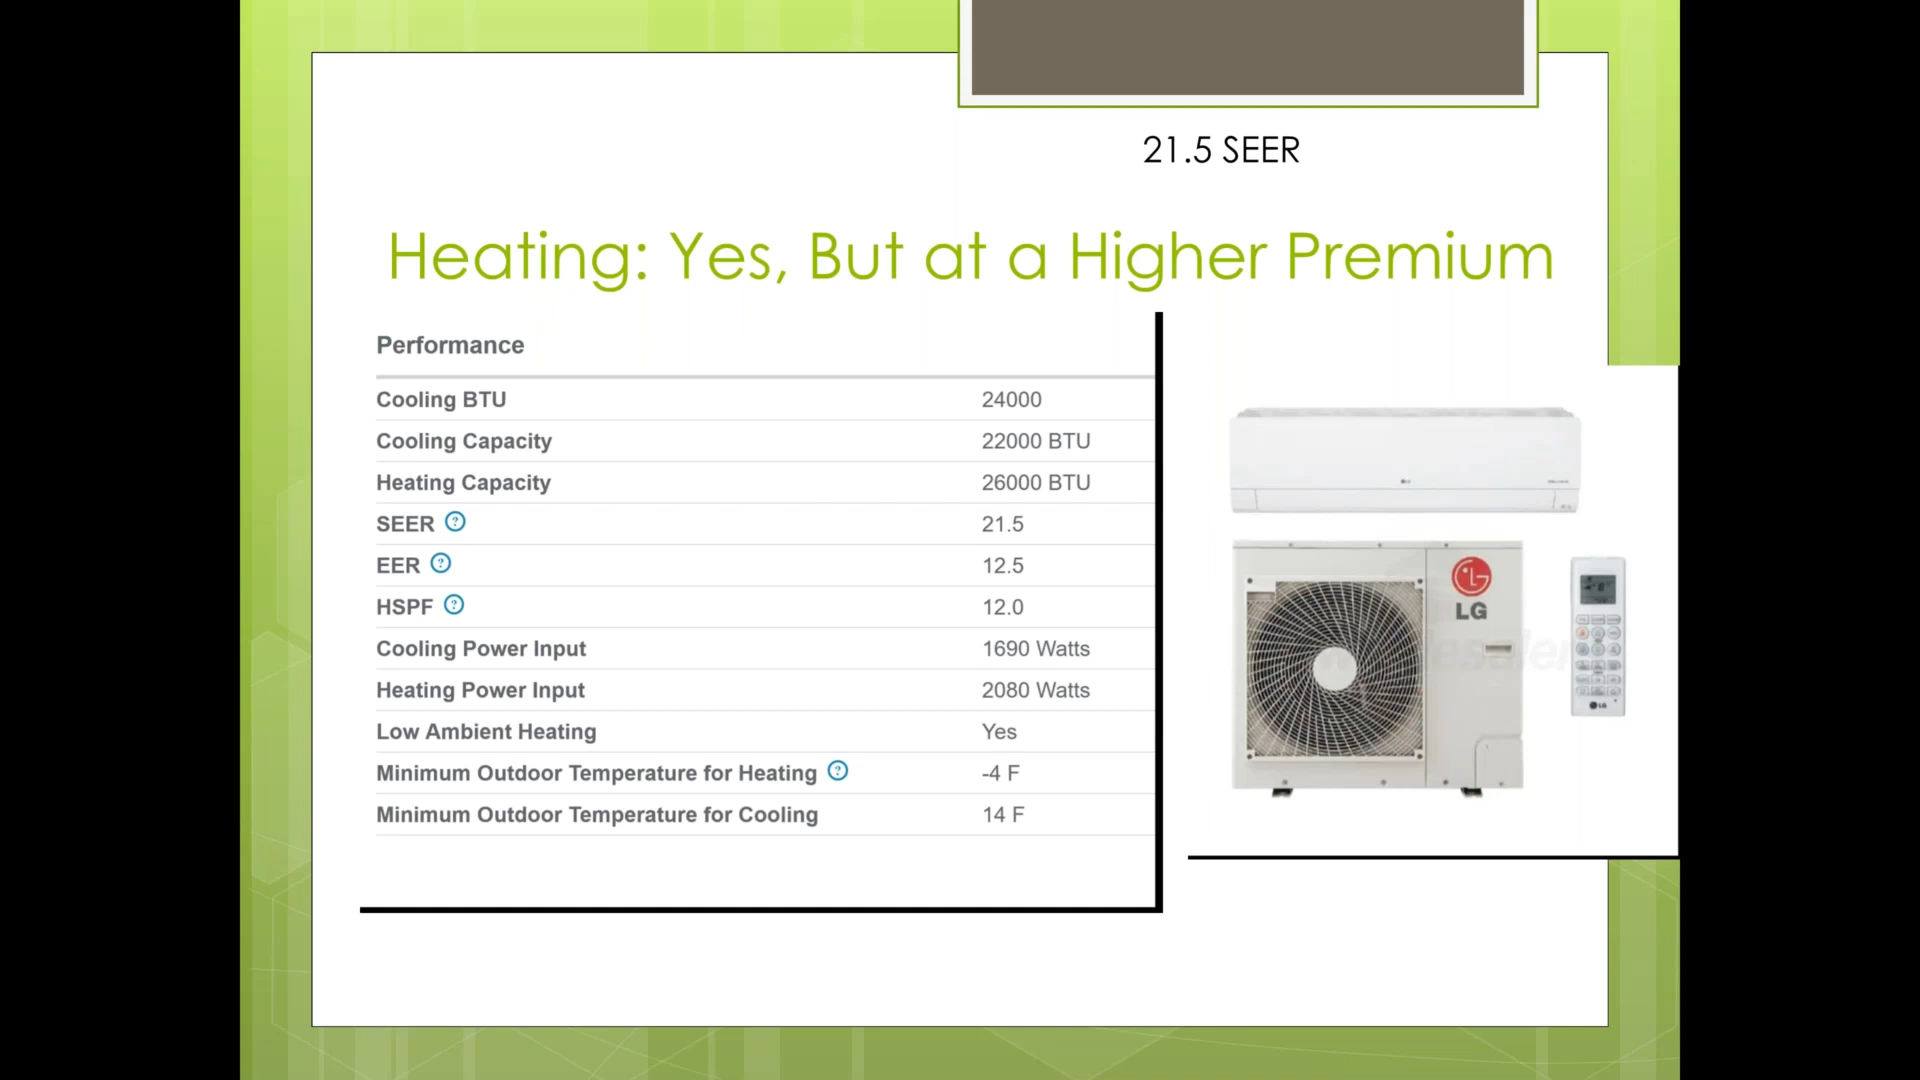 21.5 SEER
Heating: Yes, But at a Higher Premium
Performance
Cooling BTU 24000
Cooling Capacity 22000 BTU
Heating Capacity 26000 BTU
SEER ? 21.5
EER ? 12.5
HSPF ? 12.0
Cooling Power Input 1690 Watts
Heating Power Input 2080 Watts
Low Ambient Heating Yes
Minimum Outdoor Temperature for Heating ? -4 F
Minimum Outdoor Temperature for Cooling 14 F
LG
LG
LG